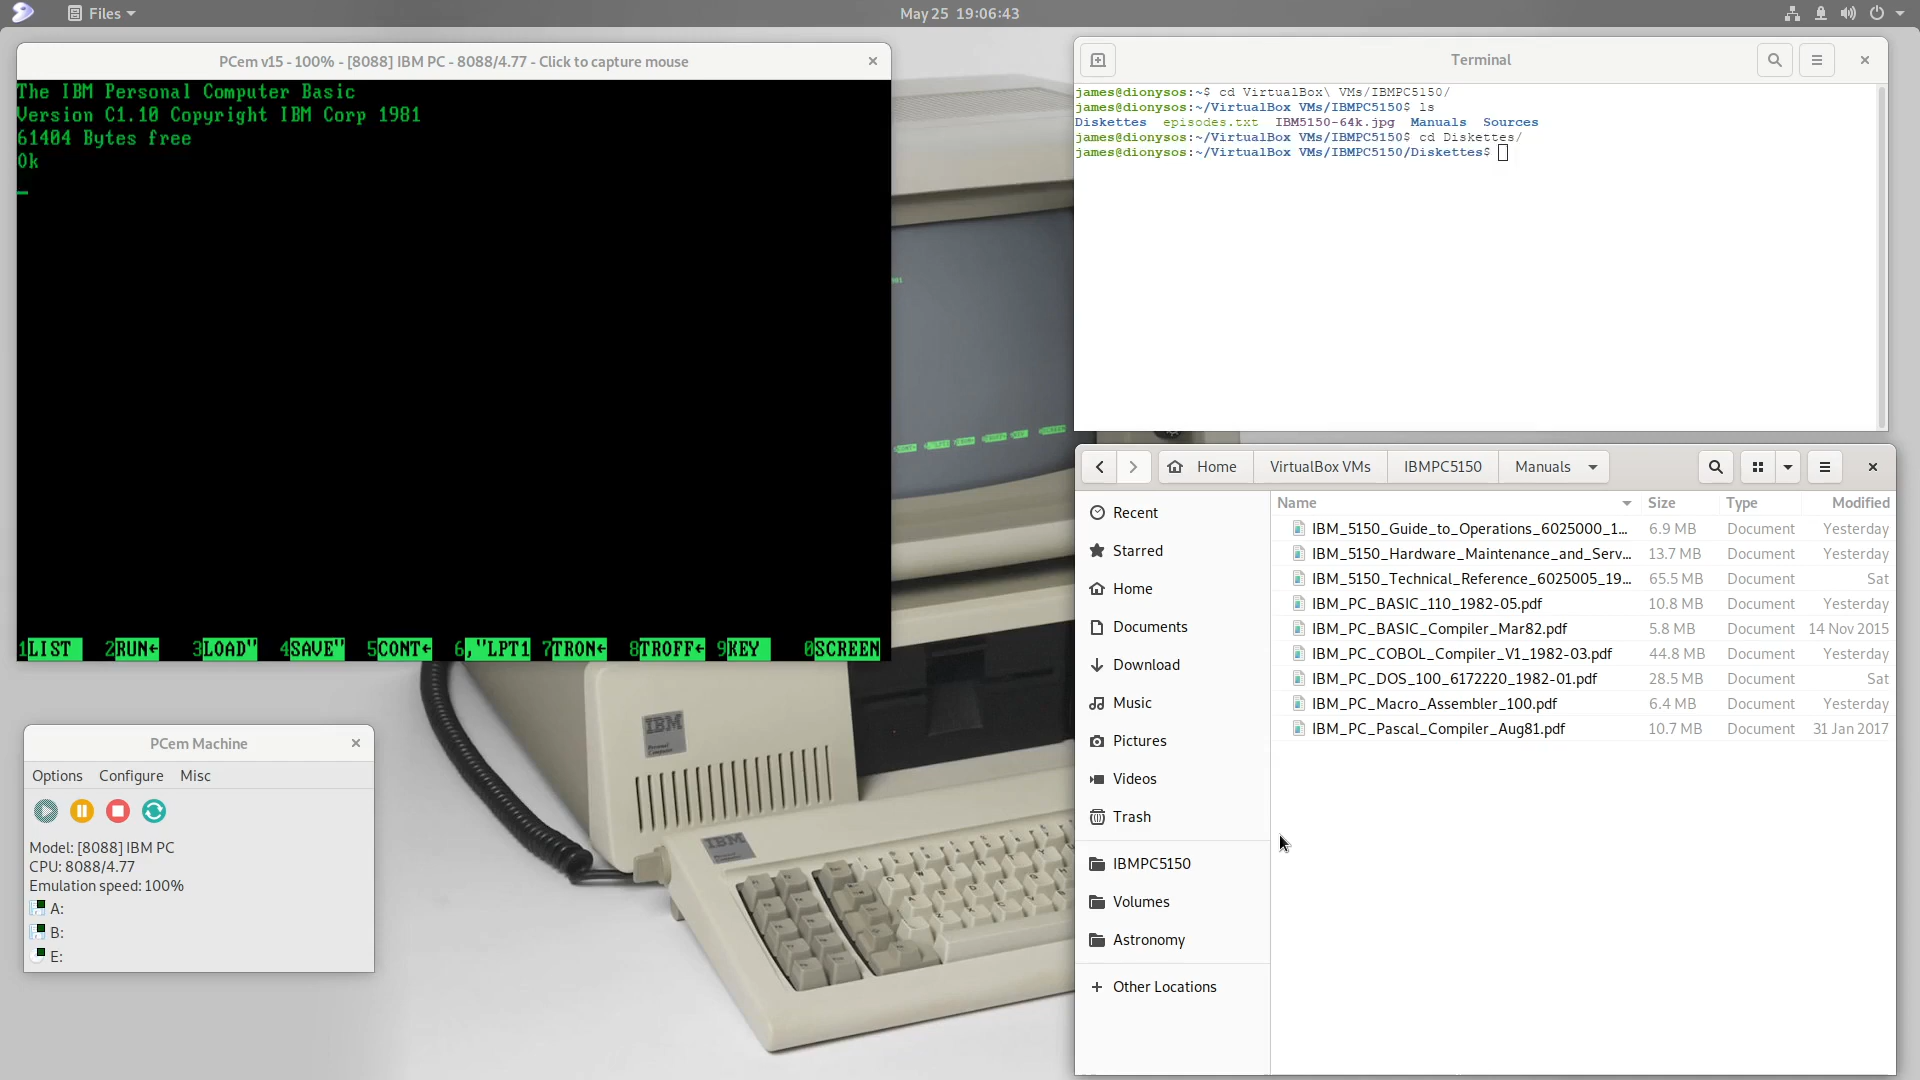 Files
May 25 19:06:43
PCem v15 - 100% - [8088] IBM PC - 8088/4.77 - Click to capture mouse
The IBM Personal Computer Basic
Version C1.10 Copyright IBM Corp 1981
61404 Bytes free
Ok
1LIST 2RUN← 3LOAD" 4SAVE" 5CONT← 6,"LPT1 7TRON← 8TROFF← 9KEY 0SCREEN
Terminal
james@dionysos:~$ cd VirtualBox\ VMs/IBMPC5150/
james@dionysos:~/VirtualBox VMs/IBMPC5150$ ls
Diskettes episodes.txt IBM5150-64k.jpg Manuals Sources
james@dionysos:~/VirtualBox VMs/IBMPC5150$ cd Diskettes/
james@dionysos:~/VirtualBox VMs/IBMPC5150/Diskettes$
Home VirtualBox VMs IBMPC5150 Manuals
Recent
Starred
Home
Documents
Download
Music
Pictures
Videos
Trash
IBMPC5150
Volumes
Astronomy
Other Locations
Name Size Type Modified
IBM_5150_Guide_to_Operations_6025000_1... 6.9 MB Document Yesterday
IBM_5150_Hardware_Maintenance_and_Serv... 13.7 MB Document Yesterday
IBM_5150_Technical_Reference_6025005_19... 65.5 MB Document Sat
IBM_PC_BASIC_110_1982-05.pdf 10.8 MB Document Yesterday
IBM_PC_BASIC_Compiler_Mar82.pdf 5.8 MB Document 14 Nov 2015
IBM_PC_COBOL_Compiler_V1_1982-03.pdf 44.8 MB Document Yesterday
IBM_PC_DOS_100_6172220_1982-01.pdf 28.5 MB Document Sat
IBM_PC_Macro_Assembler_100.pdf 6.4 MB Document Yesterday
IBM_PC_Pascal_Compiler_Aug81.pdf 10.7 MB Document 31 Jan 2017
PCem Machine
Options Configure Misc
Model: [8088] IBM PC
CPU: 8088/4.77
Emulation speed: 100%
A:
B:
E:
IBM
Personal
Computer
IBM